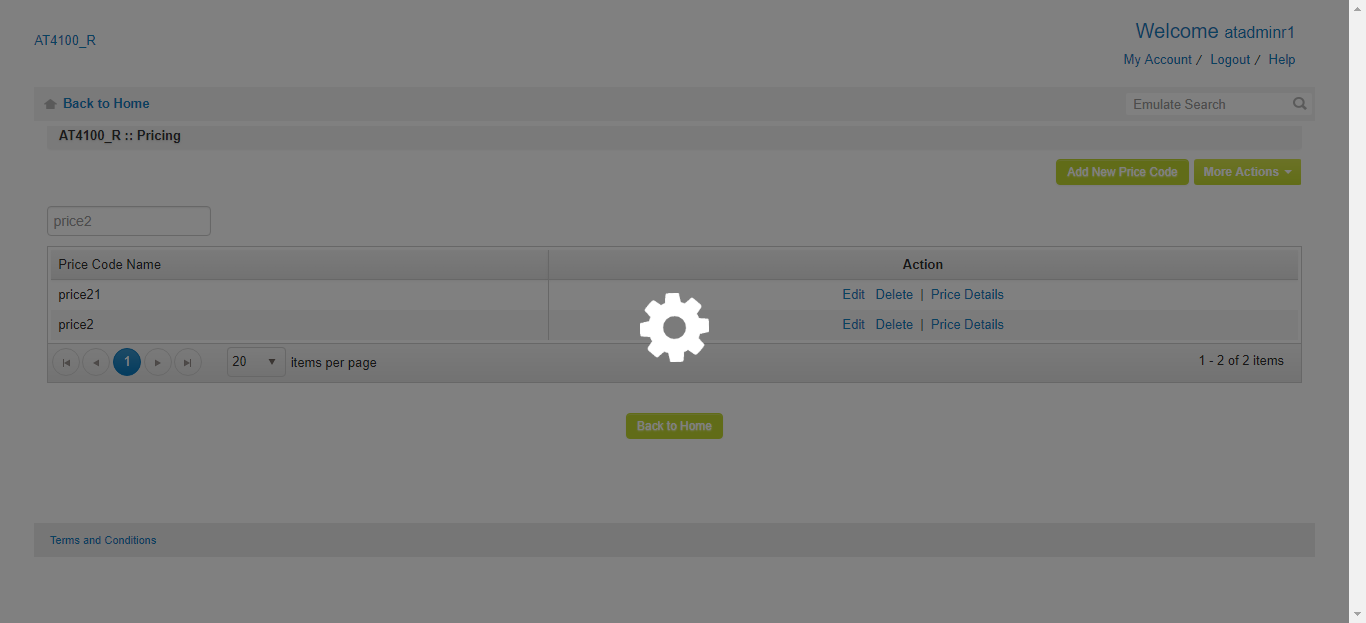 AT4100_R
Welcome atadminr1
My Account / Logout / Help
Back to Home
Emulate Search
AT4100_R :: Pricing
Add New Price Code
More Actions
price2
Price Code Name
Action
price21
Edit Delete | Price Details
price2
Edit Delete | Price Details
1
20
items per page
1 - 2 of 2 items
Back to Home
Terms and Conditions